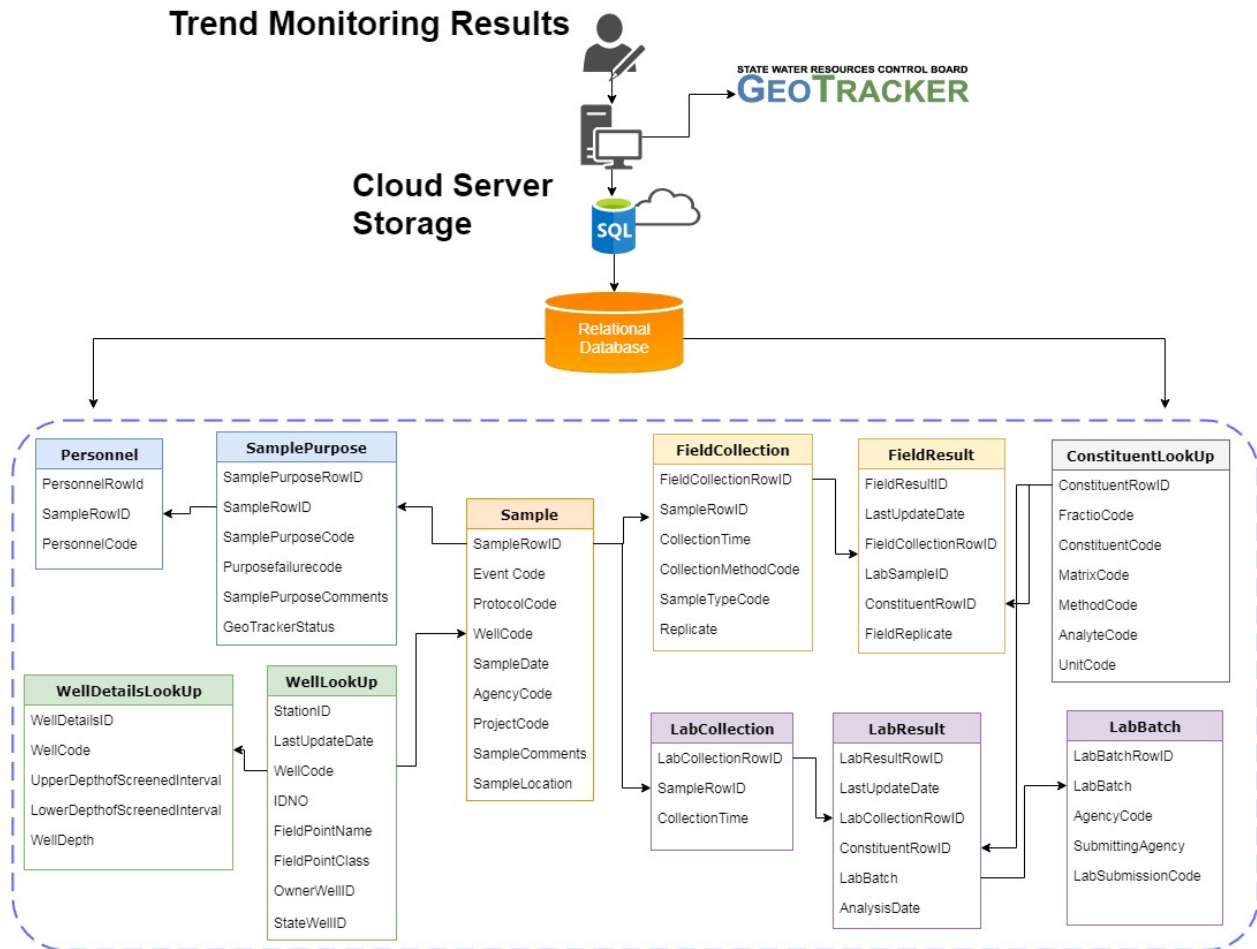 Trend Monitoring Results
STATE WATER RESOURCES CONTROL BOARD
GEOTRACKER
Cloud Server
Storage
SQL
Relational
Database
Personnel
PersonnelRowId
SampleRowID
PersonnelCode
SamplePurpose
SamplePurposeRowID
SampleRowID
SamplePurposeCode
Purposefailurecode
SamplePurposeComments
GeoTrackerStatus
Sample
SampleRowID
Event Code
ProtocolCode
WellCode
SampleDate
AgencyCode
ProjectCode
SampleComments
SampleLocation
FieldCollection
FieldCollectionRowID
SampleRowID
CollectionTime
CollectionMethodCode
SampleTypeCode
Replicate
FieldResult
FieldResultID
LastUpdateDate
FieldCollectionRowID
LabSampleID
ConstituentRowID
FieldReplicate
ConstituentLookUp
ConstituentRowID
FractioCode
ConstituentCode
MatrixCode
MethodCode
AnalyteCode
UnitCode
WellDetailsLookUp
WellDetailsID
WellCode
UpperDepthofScreenedInterval
LowerDepthofScreenedInterval
WellDepth
WellLookUp
StationID
LastUpdateDate
WellCode
IDNO
FieldPointName
FieldPointClass
OwnerWellID
StateWellID
LabCollection
LabCollectionRowID
SampleRowID
CollectionTime
LabResult
LabResultRowID
LastUpdateDate
LabCollectionRowID
ConstituentRowID
LabBatch
AnalysisDate
LabBatch
LabBatchRowID
LabBatch
AgencyCode
SubmittingAgency
LabSubmissionCode